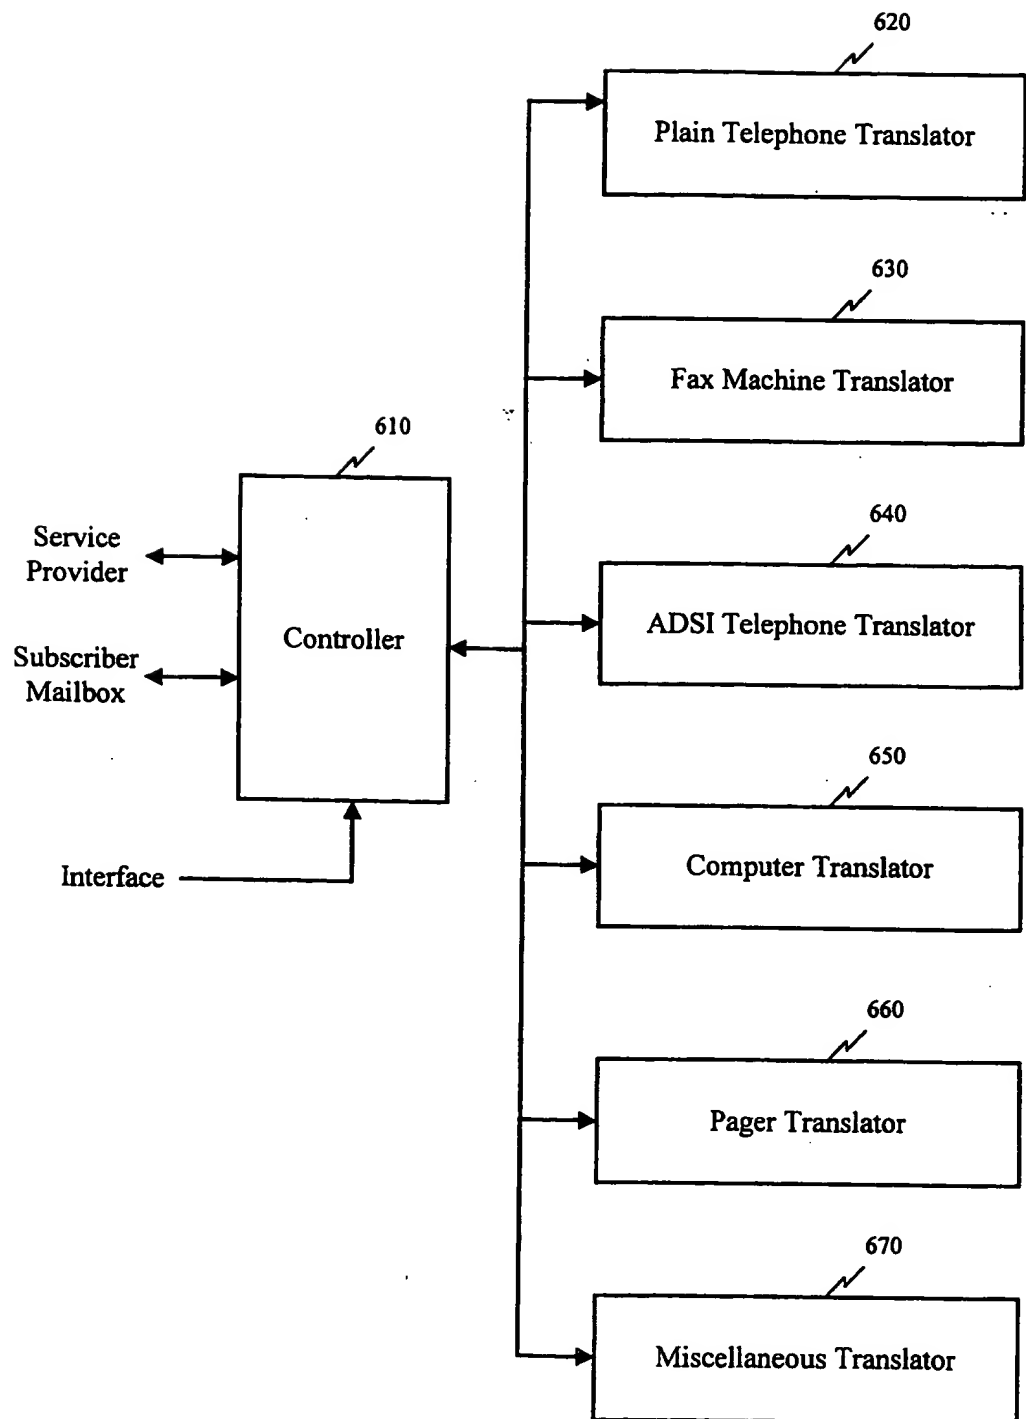 620
Plain Telephone Translator
630
Fax Machine Translator
610
Service
Provider
Subscriber
Mailbox
Controller
Interface
640
ADSI Telephone Translator
650
Computer Translator
660
Pager Translator
670
Miscellaneous Translator